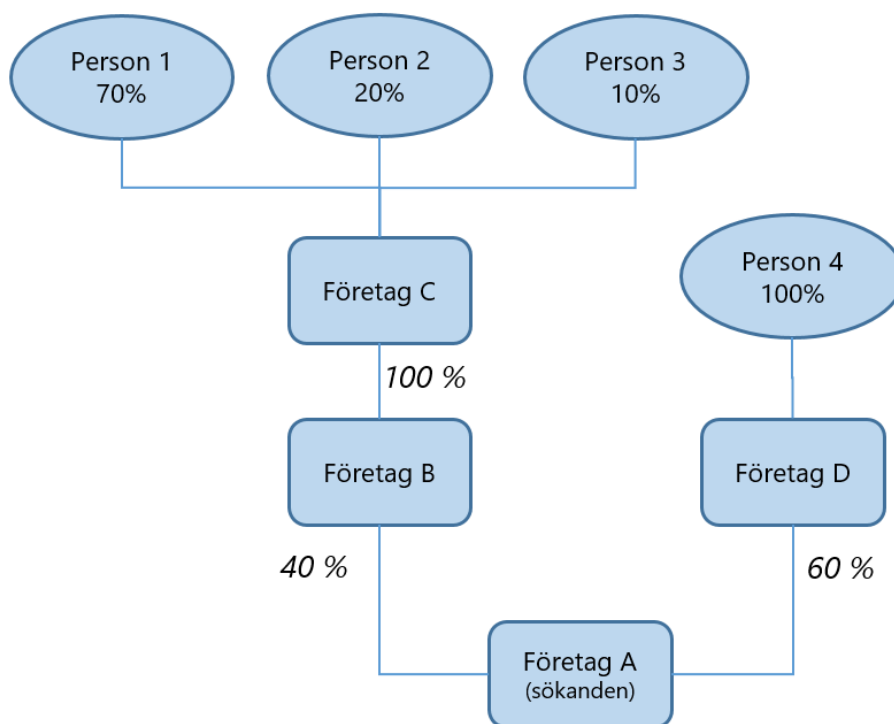 Person 1
70%
Person 2
20%
Person 3
10%
Företag C
Person 4
100%
100 %
Företag B
Företag D
40 %
60 %
Företag A
(sökanden)